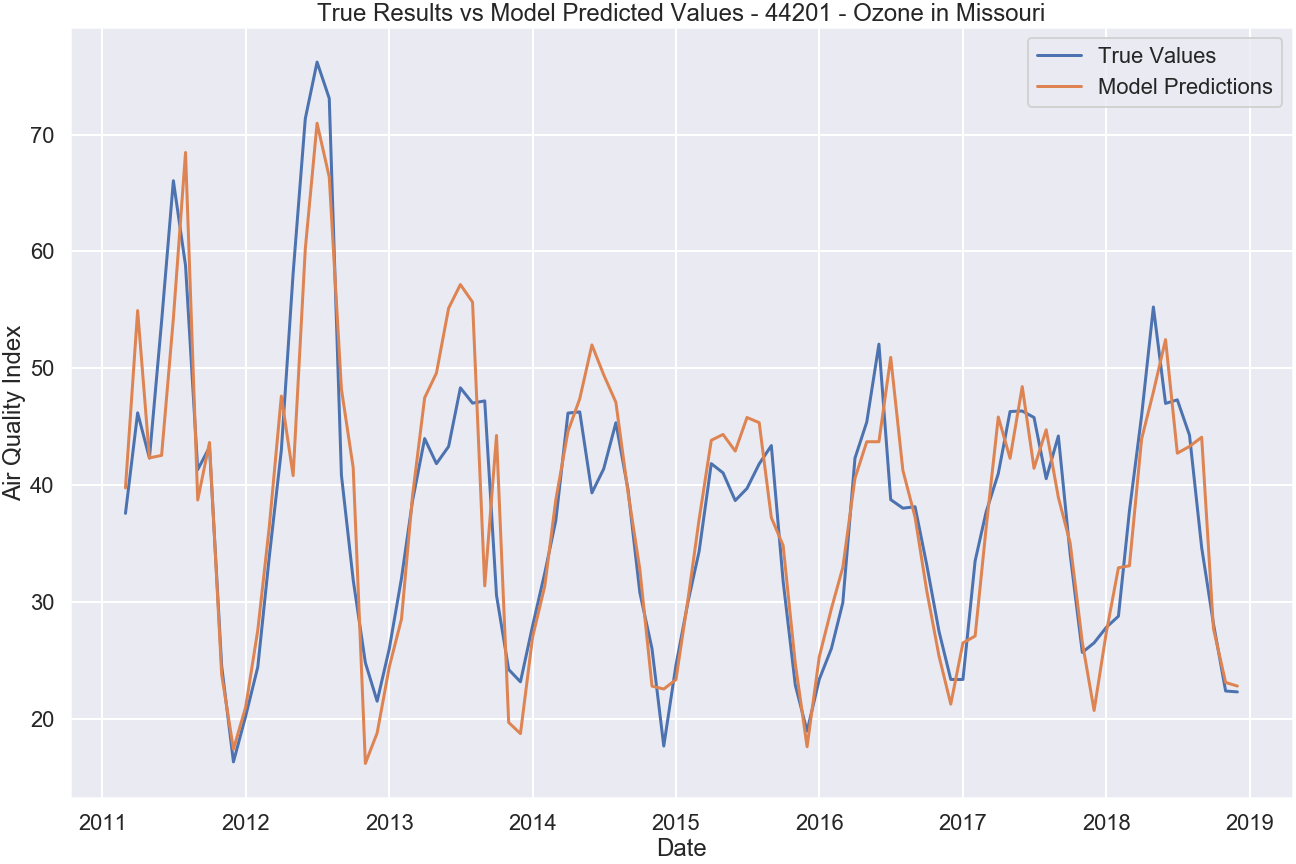 True Results vs Model Predicted Values - 44201 - Ozone in Missouri
True Values
Model Predictions
Air Quality Index
70
60
50
40
30
20
2011 2012 2013 2014 2015 2016 2017 2018 2019
Date